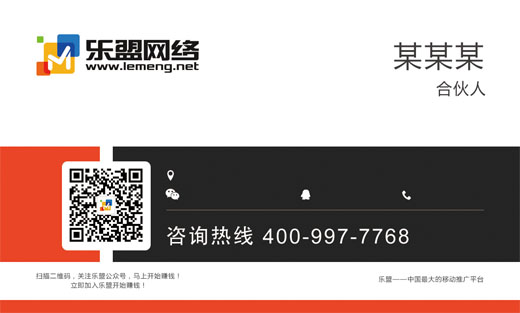 乐盟网络
www.lemeng.net
某某某
合伙人
咨询热线 400-997-7768
扫描二维码，关注乐盟公众号，马上开始赚钱！
立即加入乐盟开始赚钱！
乐盟——中国最大的移动推广平台